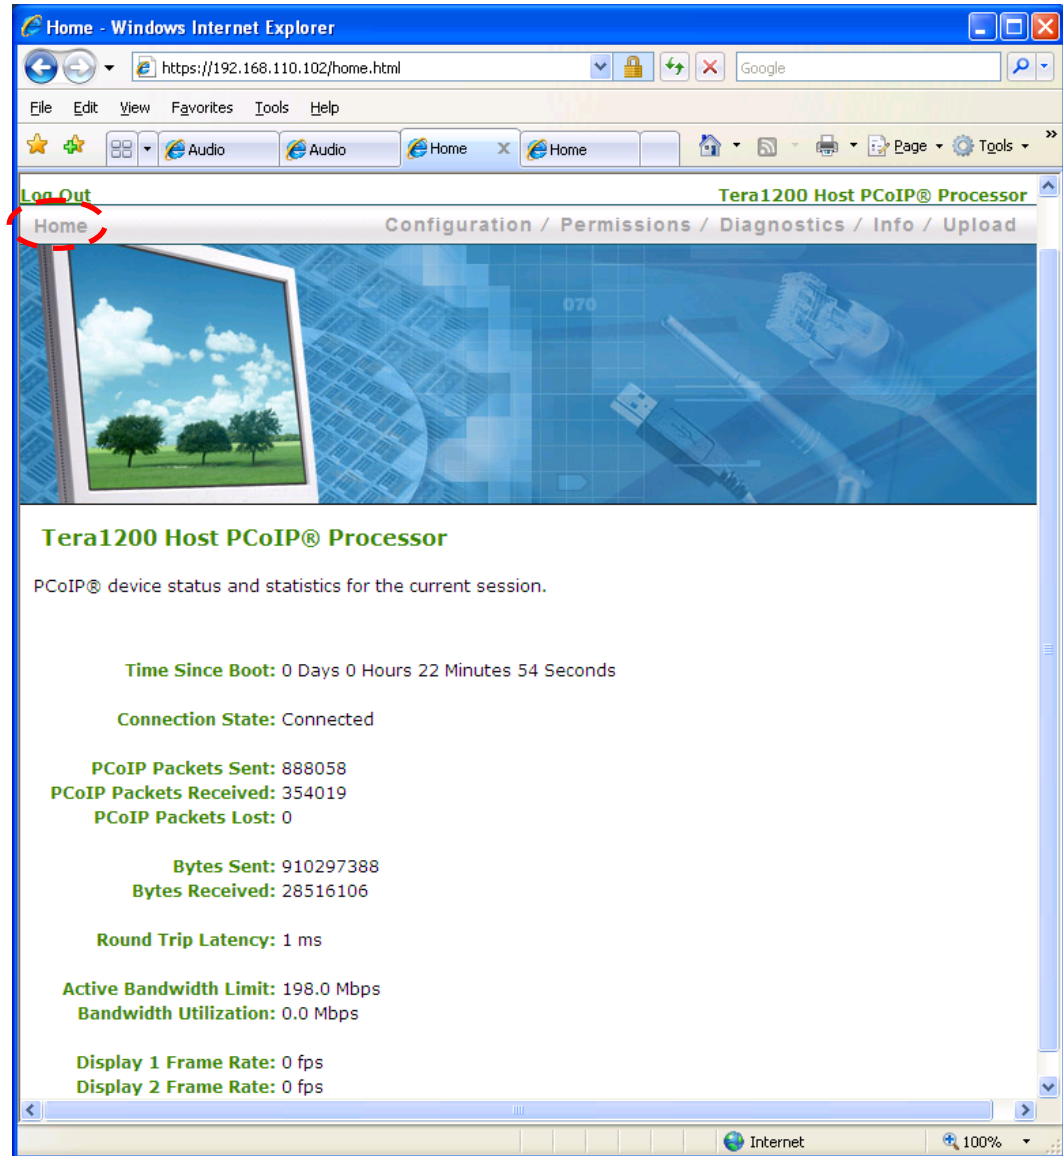 Home - Windows Internet Explorer
https://192.168.110.102/home.html
Google
File Edit View Favorites Tools Help
Audio Audio Home X Home Page Tools »
Log Out Tera1200 Host PCoIP® Processor
Home Configuration / Permissions / Diagnostics / Info / Upload
070
Tera1200 Host PCoIP® Processor
PCoIP® device status and statistics for the current session.
Time Since Boot: 0 Days 0 Hours 22 Minutes 54 Seconds
Connection State: Connected
PCoIP Packets Sent: 888058
PCoIP Packets Received: 354019
PCoIP Packets Lost: 0
Bytes Sent: 910297388
Bytes Received: 28516106
Round Trip Latency: 1 ms
Active Bandwidth Limit: 198.0 Mbps
Bandwidth Utilization: 0.0 Mbps
Display 1 Frame Rate: 0 fps
Display 2 Frame Rate: 0 fps
Internet 100%